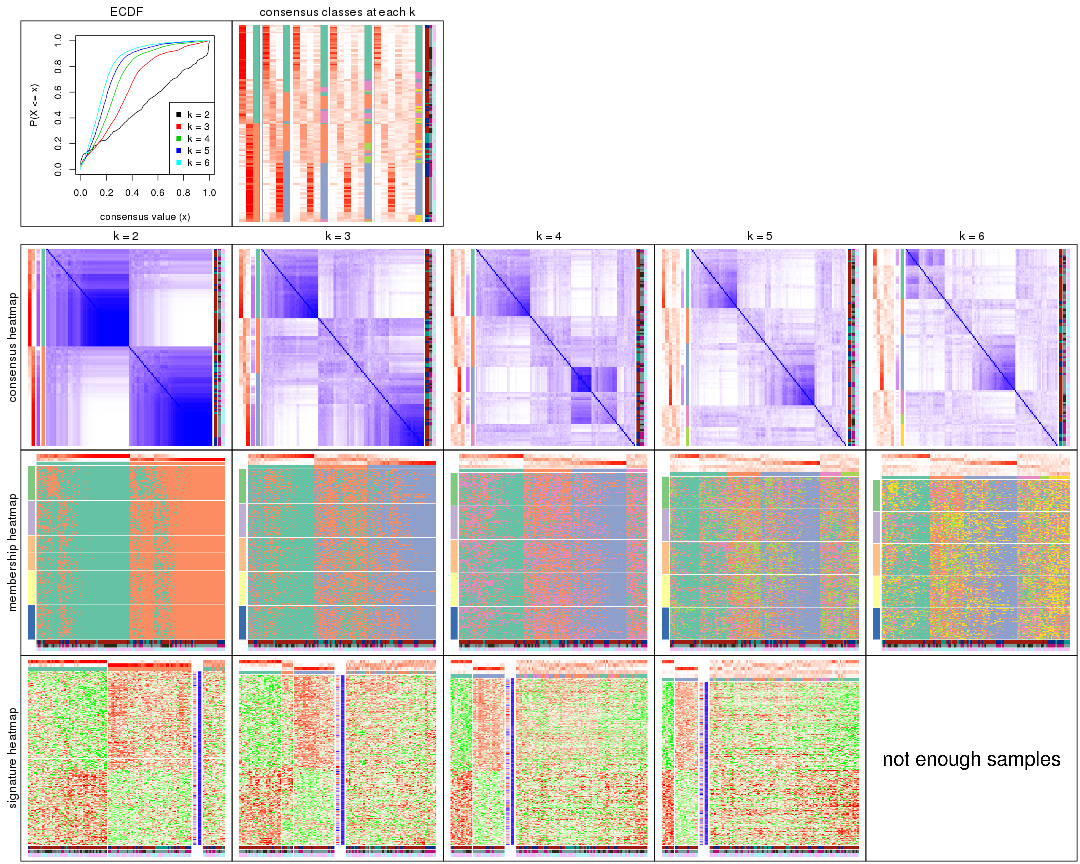 ECDF
consensus classes at each k
P(X <= x)
0.0 0.2 0.4 0.6 0.8 1.0
k = 2
k = 3
k = 4
k = 5
k = 6
0.0 0.2 0.4 0.6 0.8 1.0
consensus value (x)
k = 2
k = 3
k = 4
k = 5
k = 6
consensus heatmap
membership heatmap
signature heatmap
not enough samples